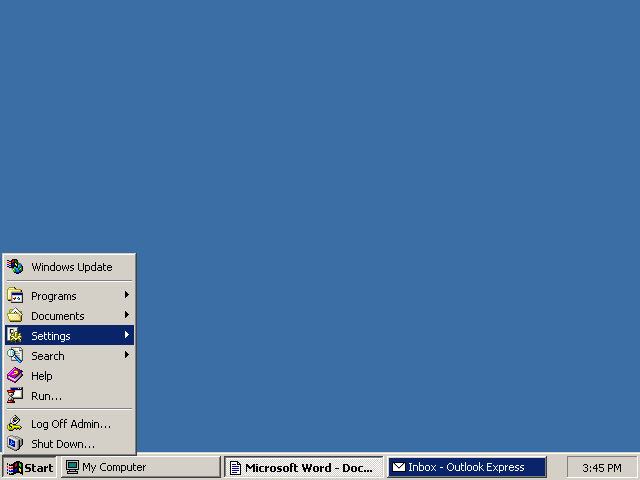 Windows Update
Programs
Documents
Settings
Search
Help
Run...
Log Off Admin...
Shut Down...
Start My Computer Microsoft Word - Doc... Inbox - Outlook Express 3:45 PM